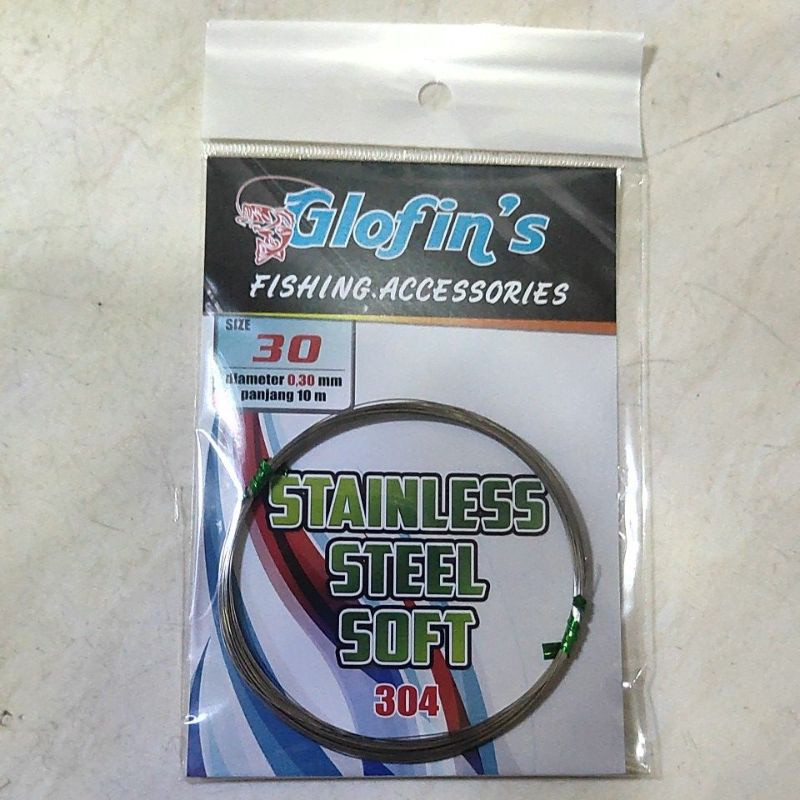 Glofin's
FISHING.ACCESSORIES
SIZE
30
diameter 0,30 mm
panjang 10 m
STAINLESS
STEEL
SOFT
304